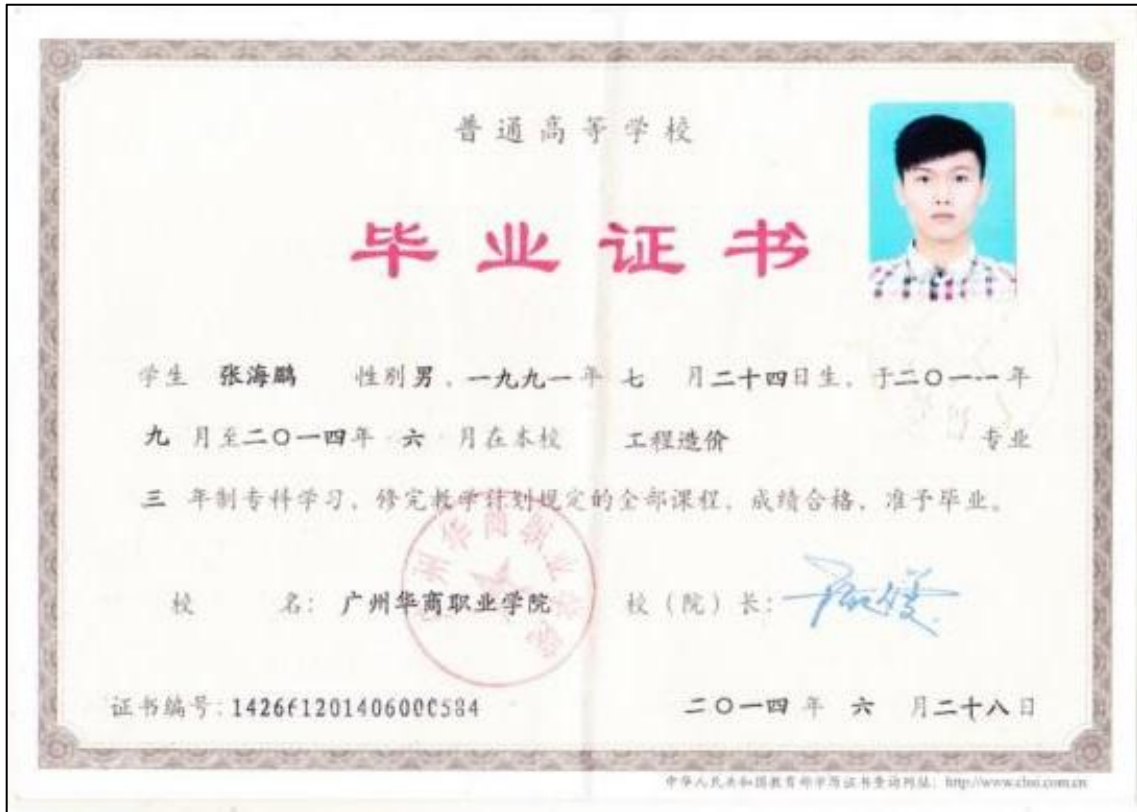 普通高等学校
毕业证书
学生 张海鹏 性别 男，一九九一年 七 月二十四日生，于二〇一一年
九 月至二〇一四年 六 月在本校 工程造价 专业
三 年制专科学习，修完教学计划规定的全部课程，成绩合格，准予毕业。
州华商职业学院
校 名：广州华商职业学院 校（院）长：
证书编号： 二〇一四 年 六 月二十八日
中华人民共和国教育部学历证书查询网址：http://www.chsi.com.cn